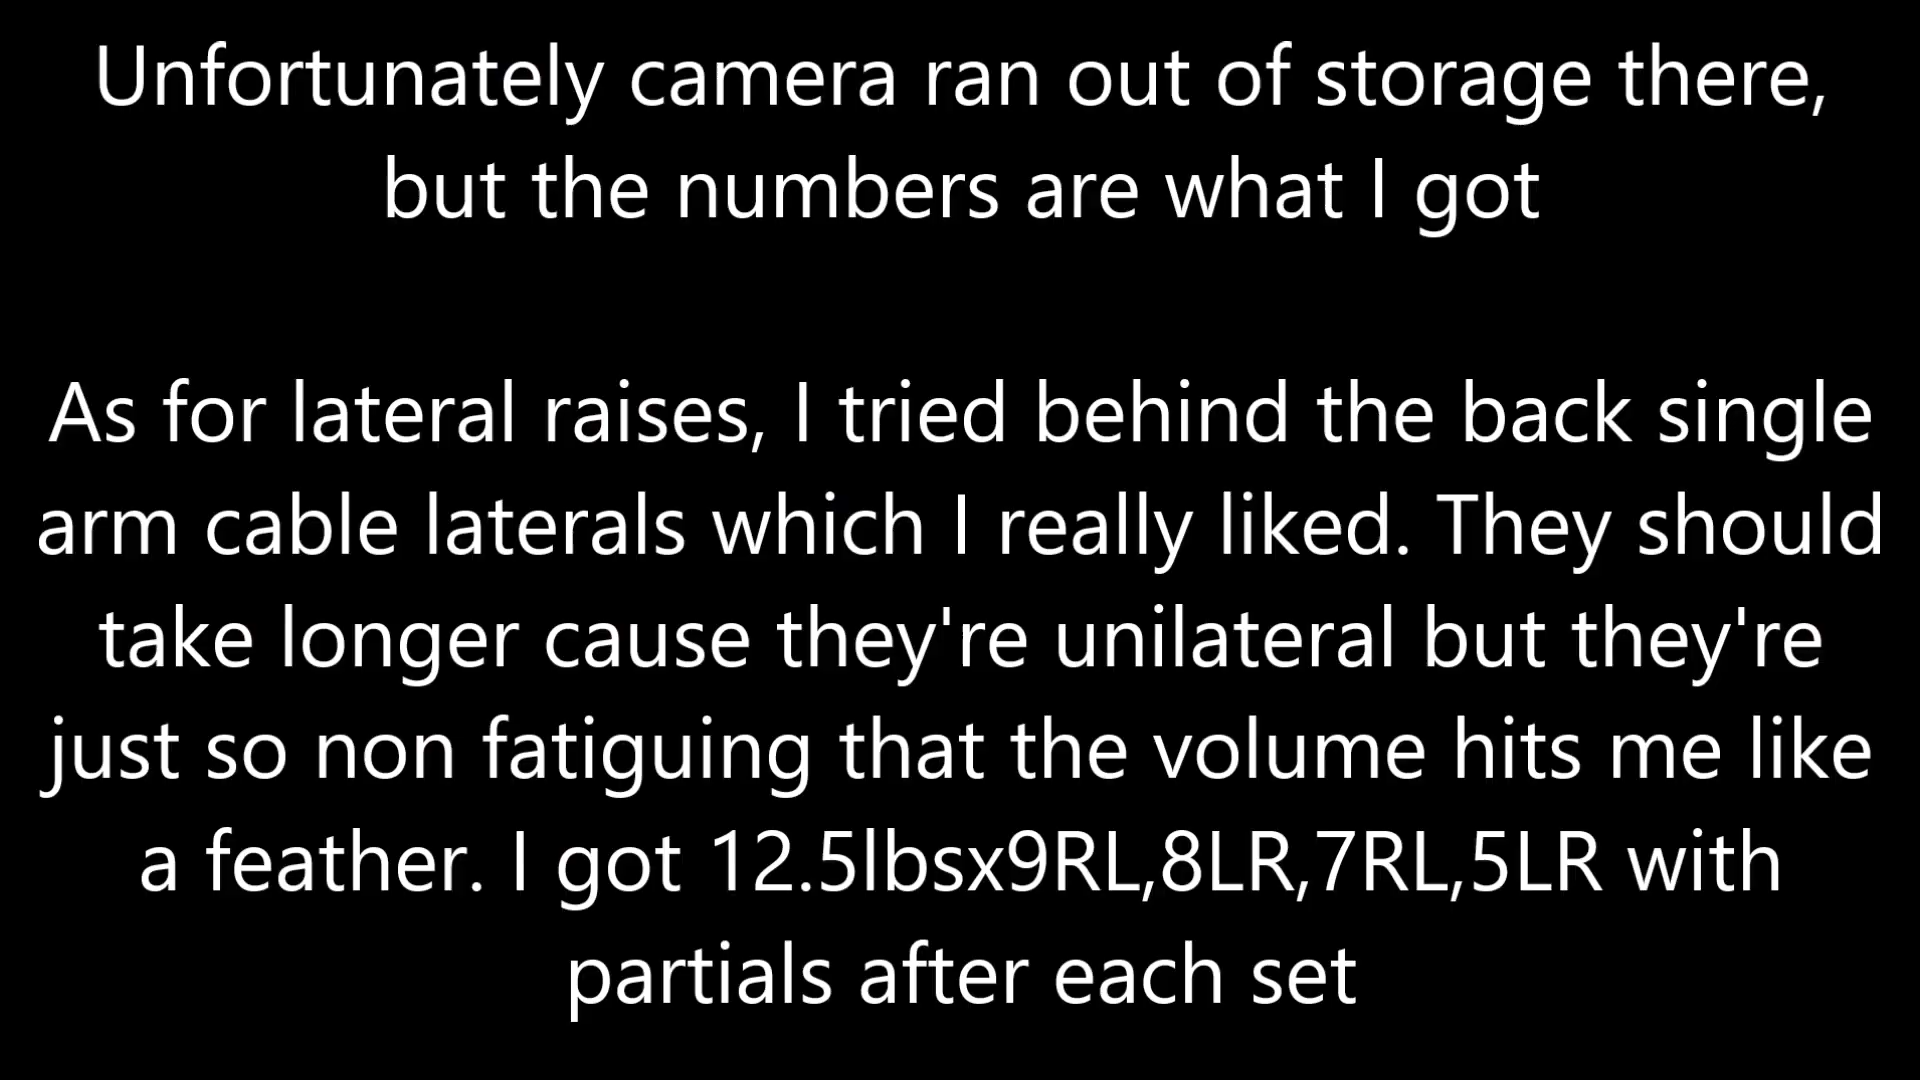 Unfortunately camera ran out of storage there,
but the numbers are what I got
As for lateral raises, I tried behind the back single
arm cable laterals which I really liked. They should
take longer cause they're unilateral but they're
just so non fatiguing that the volume hits me like
a feather. I got 12.5lbsx9RL,8LR,7RL,5LR with
partials after each set